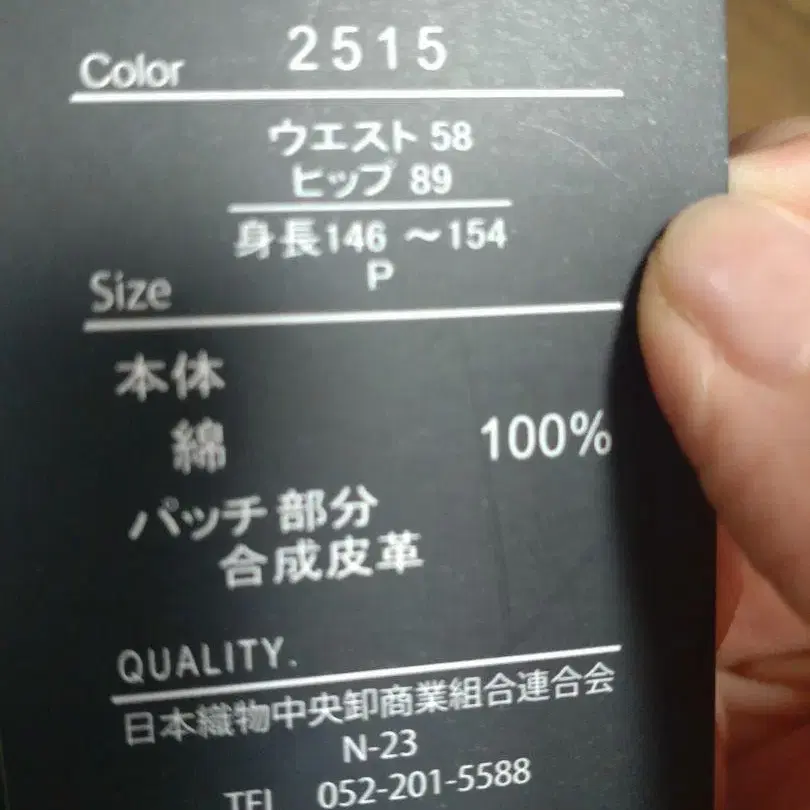 Color 2515
ウエスト 58
ヒップ 89
身長146 ～154
P
Size
本体
綿 100%
パッチ部分
合成皮革
QUALITY.
日本織物中央卸商業組合連合会
N-23
TEL 052-201-5588